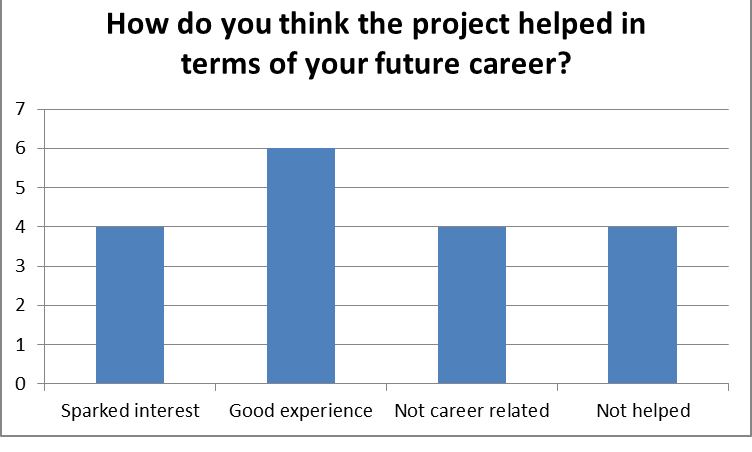 How do you think the project helped in
terms of your future career?
7
6
5
4
3
2
1
0
Sparked interest
Good experience
Not career related
Not helped